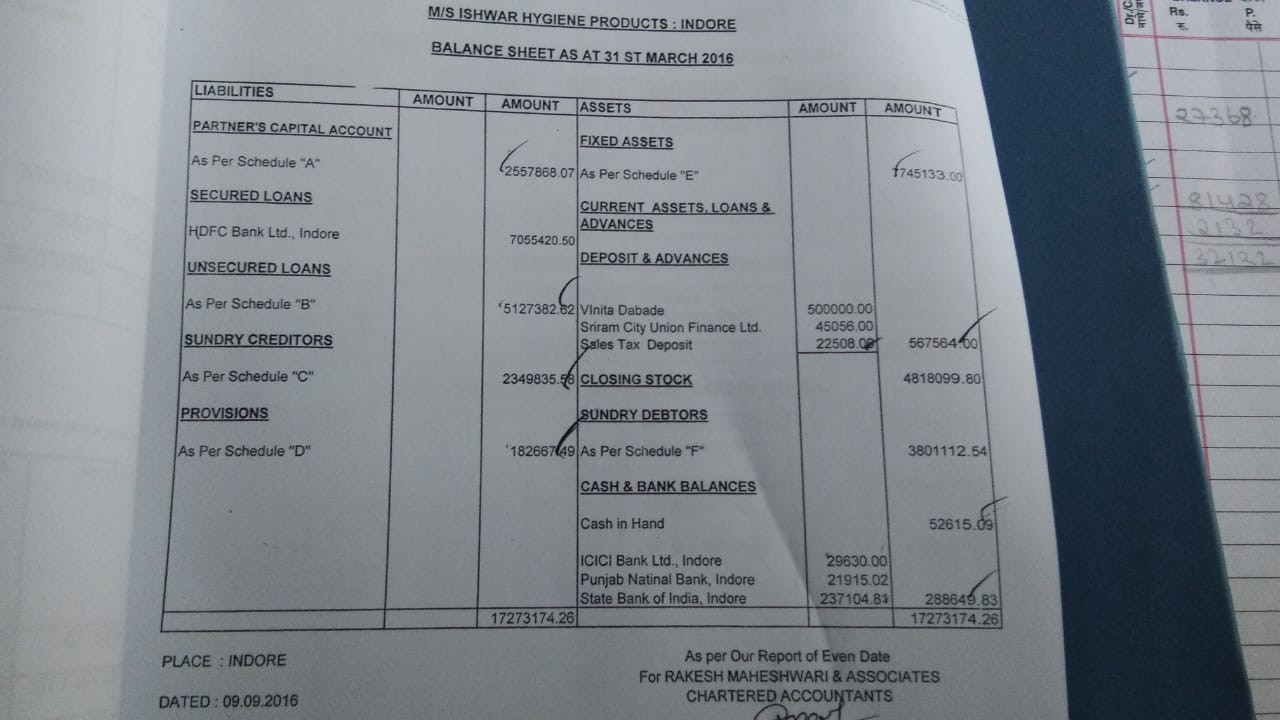 M/S ISHWAR HYGIENE PRODUCTS : INDORE
BALANCE SHEET AS AT 31 ST MARCH 2016
LIABILITIES AMOUNT AMOUNT ASSETS AMOUNT AMOUNT
PARTNER'S CAPITAL ACCOUNT FIXED ASSETS
As Per Schedule "A" 2557868.07 As Per Schedule "E" 7745133.00
SECURED LOANS CURRENT ASSETS, LOANS &
ADVANCES
HDFC Bank Ltd., Indore 7055420.50
UNSECURED LOANS DEPOSIT & ADVANCES
As Per Schedule "B" 5127382.62 VInita Dabade 500000.00
Sriram City Union Finance Ltd. 45056.00
SUNDRY CREDITORS Sales Tax Deposit 22508.00 567564.00
As Per Schedule "C" 2349835.58 CLOSING STOCK 4818099.80
PROVISIONS SUNDRY DEBTORS
As Per Schedule "D" 182667.49 As Per Schedule "F" 3801112.54
CASH & BANK BALANCES
Cash in Hand 52615.09
ICICI Bank Ltd., Indore 29630.00
Punjab Natinal Bank, Indore 21915.02
State Bank of India, Indore 237104.81 288649.83
17273174.26 17273174.26
PLACE : INDORE
DATED : 09.09.2016
As per Our Report of Even Date
For RAKESH MAHESHWARI & ASSOCIATES
CHARTERED ACCOUNTANTS
Rs. P.
रु. पैसे
27368
81428
2132
32132